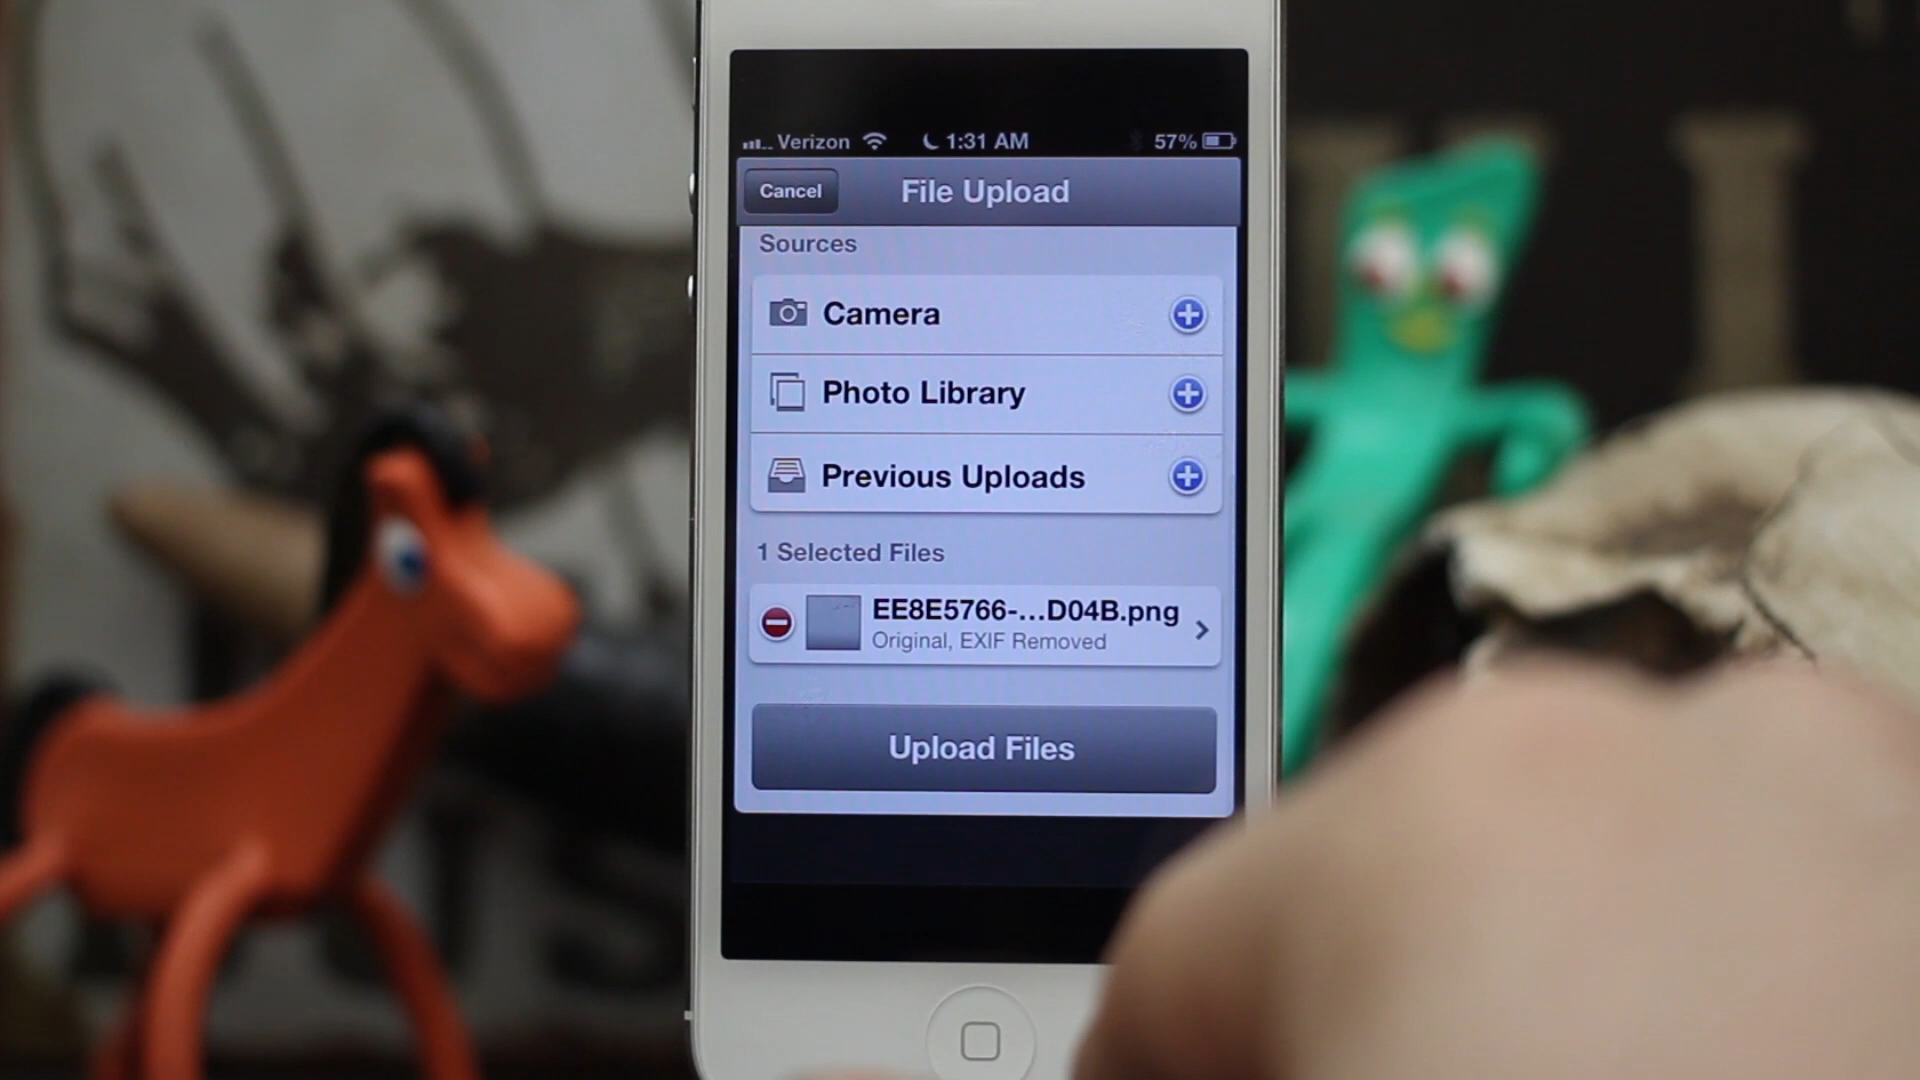 Verizon 1:31 AM 57%
Cancel File Upload
Sources
Camera
Photo Library
Previous Uploads
1 Selected Files
EE8E5766-...D04B.png
Original, EXIF Removed
Upload Files